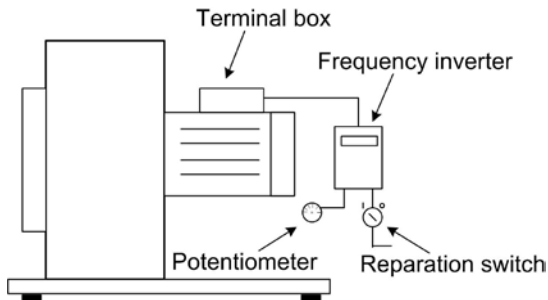 Terminal box
Frequency inverter
I o
Potentiometer
Reparation switch